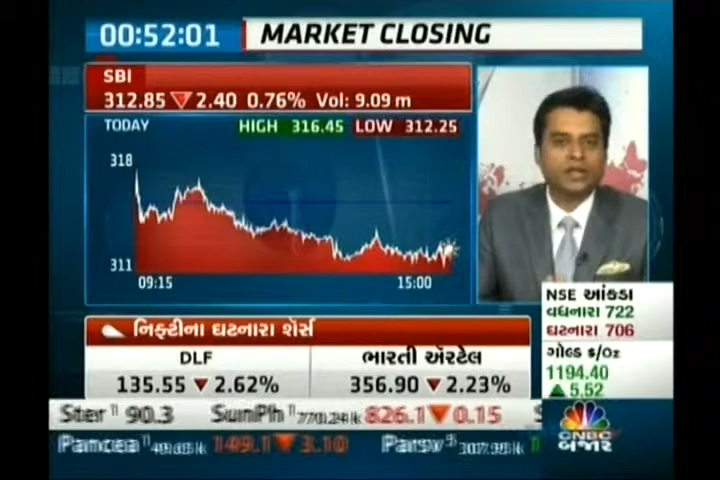 00:52:01 MARKET CLOSING
SBI
312.85 ▼ 2.40 0.76% Vol: 9.09 m
TODAY HIGH 316.45 LOW 312.25
318
311
09:15 15:00
NSE આંકડા
વધનારા 722
ઘટનારા 706
ગોલ્ડ $/Oz
1194.40
▲ 5.52
નિફ્ટીના ઘટનારા શૅર્સ
DLF ભારતી ઍરટેલ
135.55 ▼ 2.62% 356.90 ▼ 2.23%
90.3 SunPh 826.1 ▼ 0.15
149.1 ▼ 3.10
CNBC
બજાર